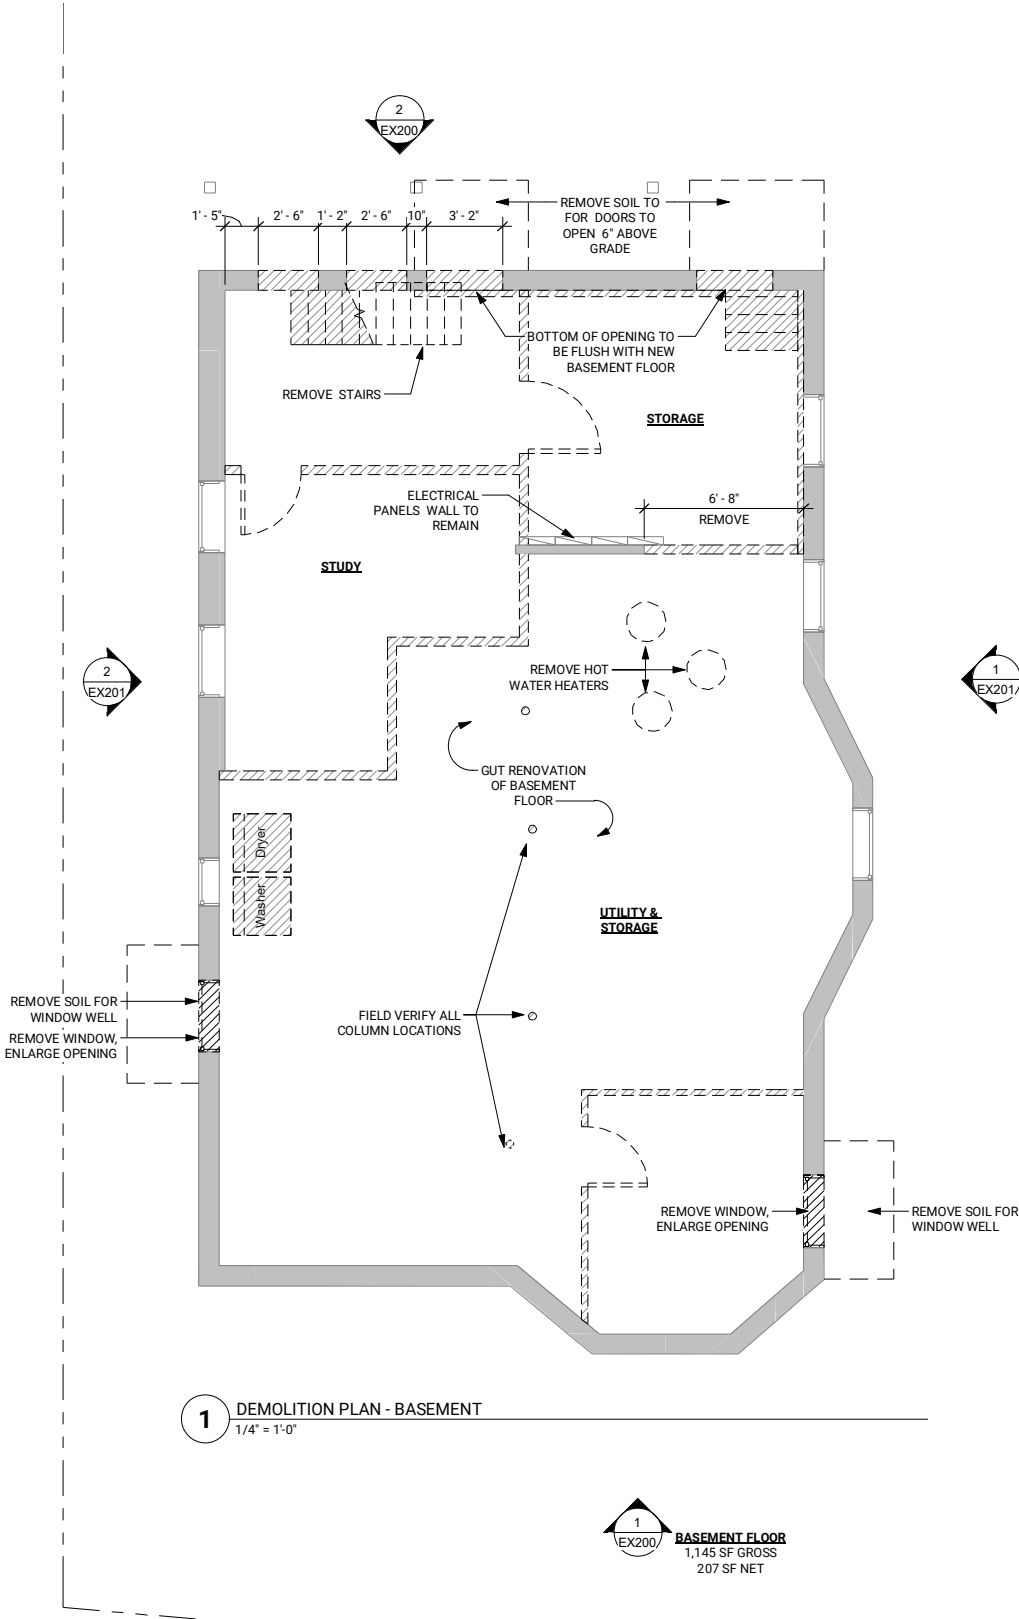 2
EX200
REMOVE SOIL TO
FOR DOORS TO
OPEN 6" ABOVE
GRADE
1' - 5"
2' - 6"
1' - 2"
2' - 6"
10"
3' - 2"
BOTTOM OF OPENING TO
BE FLUSH WITH NEW
BASEMENT FLOOR
REMOVE STAIRS
STORAGE
ELECTRICAL
PANELS WALL TO
REMAIN
6' - 8"
REMOVE
STUDY
2
EX201
REMOVE HOT
WATER HEATERS
1
EX201
GUT RENOVATION
OF BASEMENT
FLOOR
Dryer
Washer
UTILITY &
STORAGE
REMOVE SOIL FOR
WINDOW WELL
REMOVE WINDOW,
ENLARGE OPENING
FIELD VERIFY ALL
COLUMN LOCATIONS
REMOVE WINDOW,
ENLARGE OPENING
REMOVE SOIL FOR
WINDOW WELL
1
DEMOLITION PLAN - BASEMENT
1/4" = 1'-0"
1
EX200
BASEMENT FLOOR
1,145 SF GROSS
207 SF NET